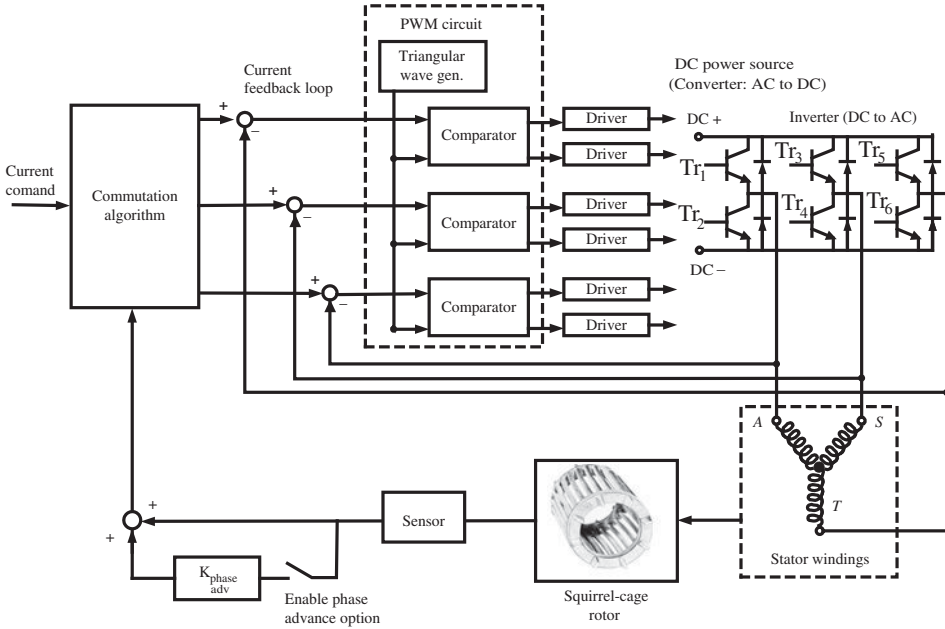 PWM circuit
Triangular
wave gen.
Current
feedback loop
DC power source
(Converter: AC to DC)
+
−
Driver
DC +
Inverter (DC to AC)
Comparator
Driver
Tr1
Tr3
Tr5
Current
comand
Commutation
algorithm
+
−
Driver
Comparator
Tr2
Tr4
Tr6
Driver
DC −
+
−
Driver
Comparator
Driver
A
S
T
Stator windings
+
+
Sensor
Kphase
adv
Enable phase
advance option
Squirrel-cage
rotor